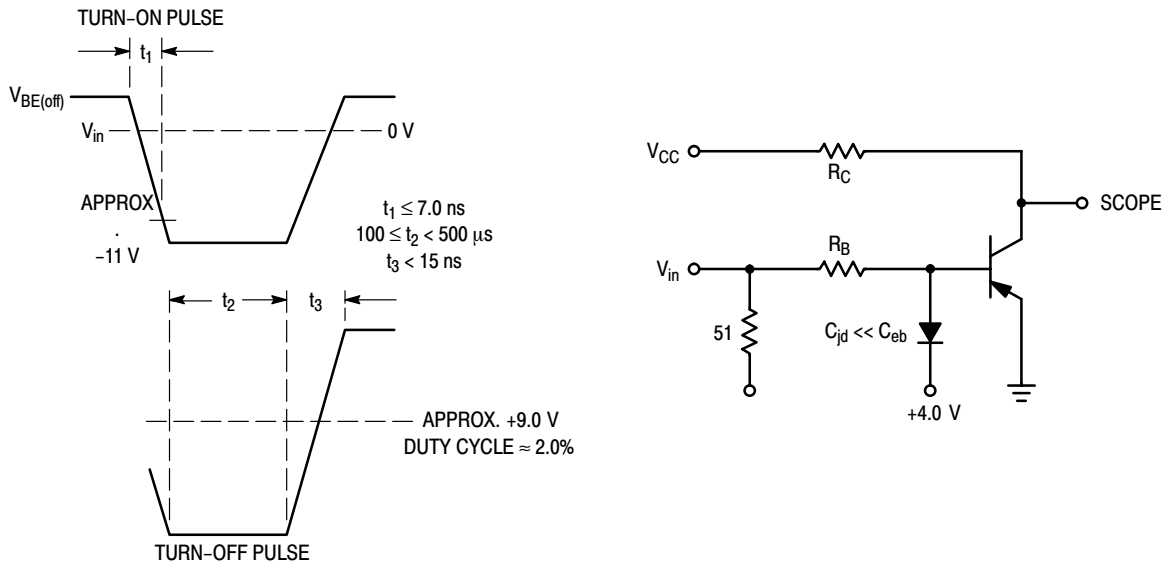 TURN–ON PULSE
t1
VBE(off)
Vin
0 V
APPROX
.
–11 V
t1 ≤ 7.0 ns
100 ≤ t2 < 500 μs
t3 < 15 ns
t2
t3
APPROX. +9.0 V
DUTY CYCLE ≈ 2.0%
TURN–OFF PULSE
VCC
RC
SCOPE
Vin
RB
51
Cjd << Ceb
+4.0 V